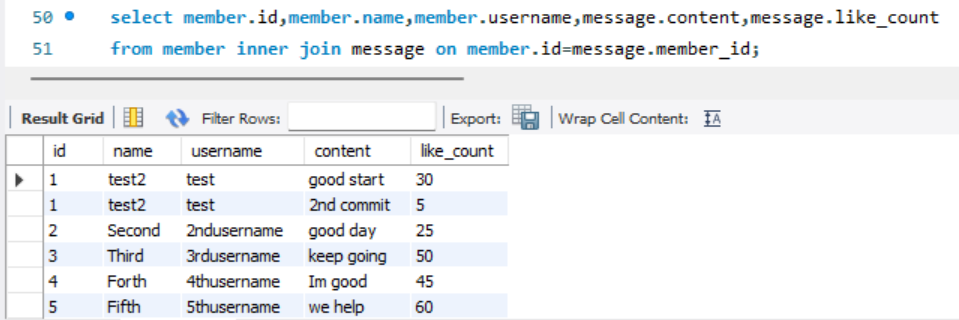 50 select member.id,member.name,member.username,message.content,message.like_count
51 from member inner join message on member.id=message.member_id;
Result Grid Filter Rows: Export: Wrap Cell Content: IA
id name username content like_count
1 test2 test good start 30
1 test2 test 2nd commit 5
2 Second 2ndusername good day 25
3 Third 3rdusername keep going 50
4 Forth 4thusername Im good 45
5 Fifth 5thusername we help 60